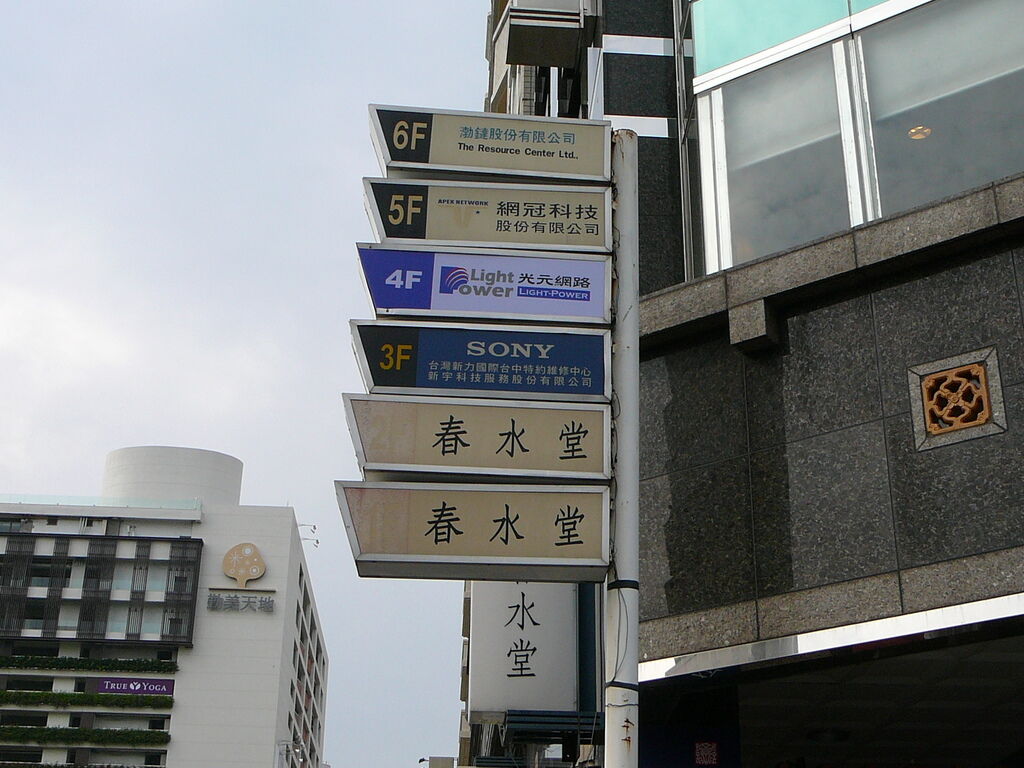 6F
渤鏈股份有限公司
The Resource Center Ltd.,
5F
APEX NETWORK
網冠科技
股份有限公司
4F
Light Power
光元網路
LIGHT-POWER
3F
SONY
台灣新力國際台中特約維修中心
新宇科技服務股份有限公司
2F
春水堂
春水堂
水堂
勤美天地
TRUE YOGA